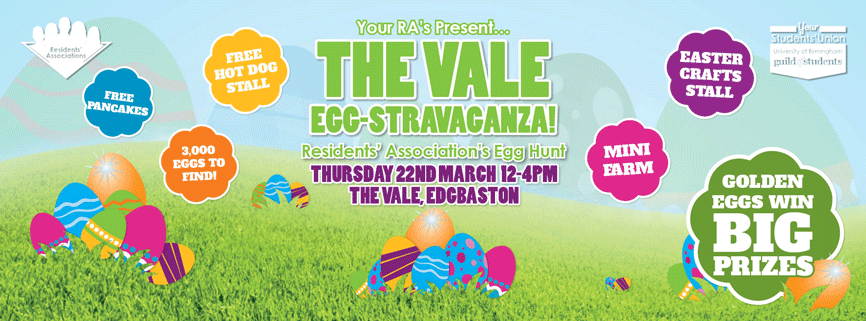 Residents'
Associations
FREE
PANCAKES
FREE
HOT DOG
STALL
3,000
EGGS TO
FIND!
Your RA's Present...
THE VALE
EGG-STRAVAGANZA!
Residents' Association's Egg Hunt
THURSDAY 22ND MARCH 12-4PM
THE VALE, EDGBASTON
EASTER
CRAFTS
STALL
Your
Students'Union
University of Birmingham
guild of students
MINI
FARM
GOLDEN
EGGS WIN
BIG
PRIZES